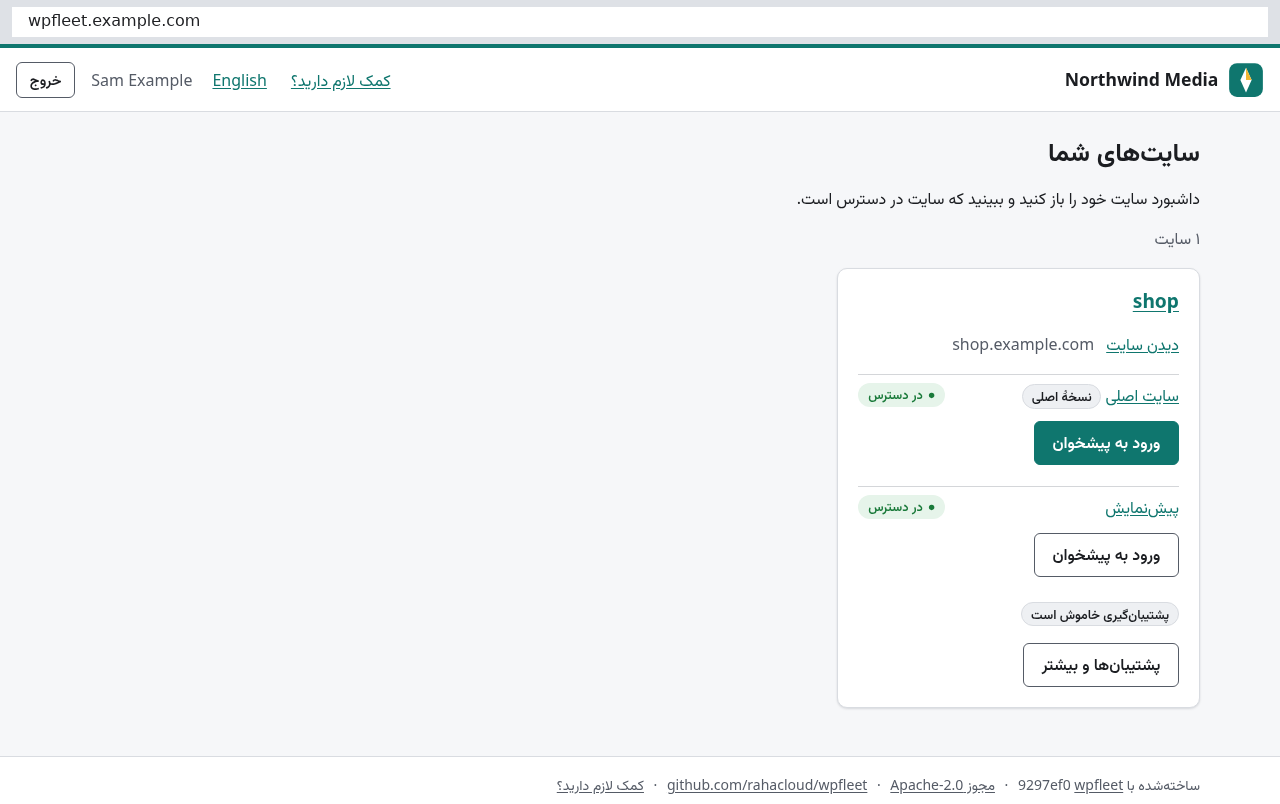 wpfleet.example.com
Northwind Media
کمک لازم دارید؟ English Sam Example خروج
سایت‌های شما
داشبورد سایت خود را باز کنید و ببینید که سایت در دسترس است.
۱ سایت
shop
دیدن سایت shop.example.com
سایت اصلی نسخهٔ اصلی در دسترس
ورود به پیشخوان
پیش‌نمایش در دسترس
ورود به پیشخوان
پشتیبان‌گیری خاموش است
پشتیبان‌ها و بیشتر
ساخته‌شده با wpfleet 9297ef0 · مجوز Apache-2.0 · github.com/rahacloud/wpfleet · کمک لازم دارید؟